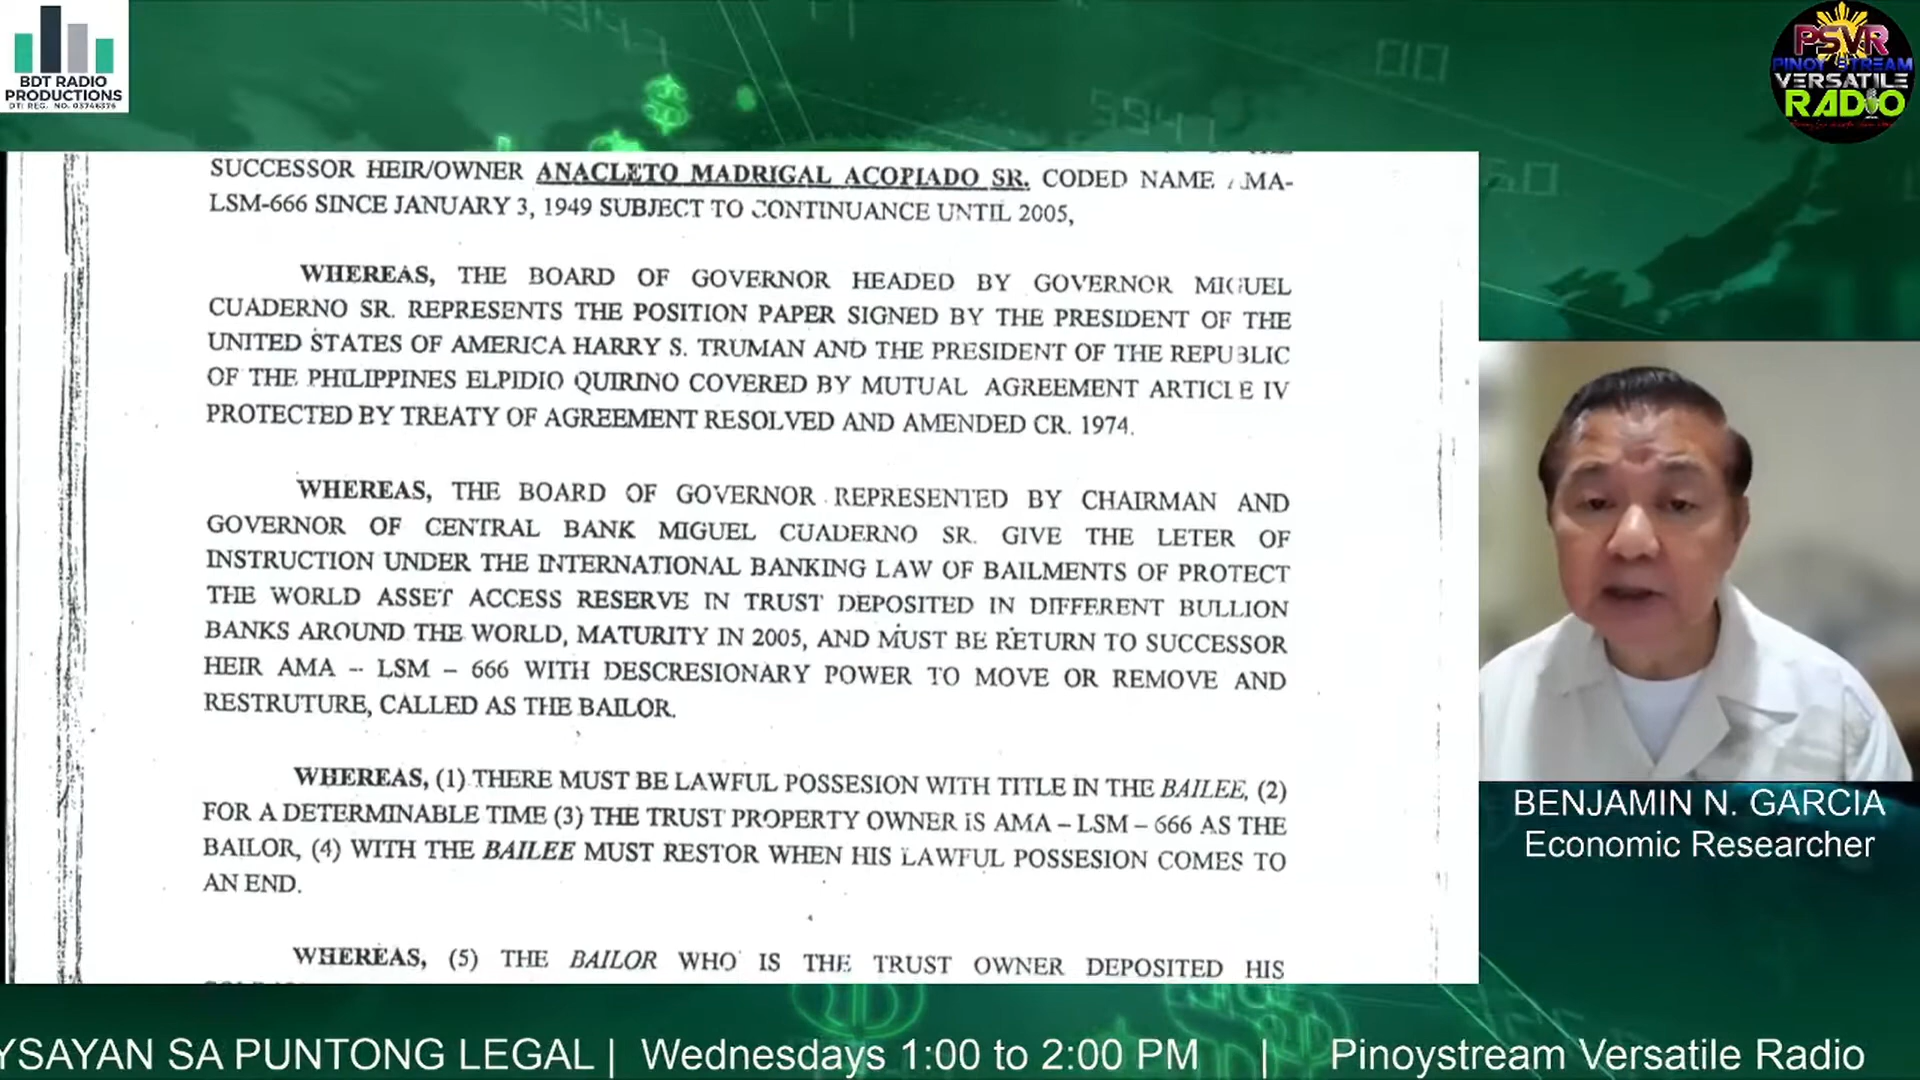 BDT RADIO
PRODUCTIONS
DTI REG. NO. 03746376
PSVR
PINOY STREAM
VERSATILE
RADIO
SUCCESSOR HEIR/OWNER ANACLETO MADRIGAL ACOPIADO SR. CODED NAME AMA-
LSM-666 SINCE JANUARY 3, 1949 SUBJECT TO CONTINUANCE UNTIL 2005,
WHEREAS, THE BOARD OF GOVERNOR HEADED BY GOVERNOR MIGUEL
CUADERNO SR. REPRESENTS THE POSITION PAPER SIGNED BY THE PRESIDENT OF THE
UNITED STATES OF AMERICA HARRY S. TRUMAN AND THE PRESIDENT OF THE REPUBLIC
OF THE PHILIPPINES ELPIDIO QUIRINO COVERED BY MUTUAL AGREEMENT ARTICLE IV
PROTECTED BY TREATY OF AGREEMENT RESOLVED AND AMENDED CR. 1974.
WHEREAS, THE BOARD OF GOVERNOR REPRESENTED BY CHAIRMAN AND
GOVERNOR OF CENTRAL BANK MIGUEL CUADERNO SR. GIVE THE LETER OF
INSTRUCTION UNDER THE INTERNATIONAL BANKING LAW OF BAILMENTS OF PROTECT
THE WORLD ASSET ACCESS RESERVE IN TRUST DEPOSITED IN DIFFERENT BULLION
BANKS AROUND THE WORLD, MATURITY IN 2005, AND MUST BE RETURN TO SUCCESSOR
HEIR AMA – LSM – 666 WITH DESCRESIONARY POWER TO MOVE OR REMOVE AND
RESTRUTURE, CALLED AS THE BAILOR.
WHEREAS, (1) THERE MUST BE LAWFUL POSSESION WITH TITLE IN THE BAILEE, (2)
FOR A DETERMINABLE TIME (3) THE TRUST PROPERTY OWNER IS AMA – LSM – 666 AS THE
BAILOR, (4) WITH THE BAILEE MUST RESTOR WHEN HIS LAWFUL POSSESION COMES TO
AN END.
WHEREAS, (5) THE BAILOR WHO IS THE TRUST OWNER DEPOSITED HIS
BENJAMIN N. GARCIA
Economic Researcher
YSAYAN SA PUNTONG LEGAL | Wednesdays 1:00 to 2:00 PM | Pinoystream Versatile Radio